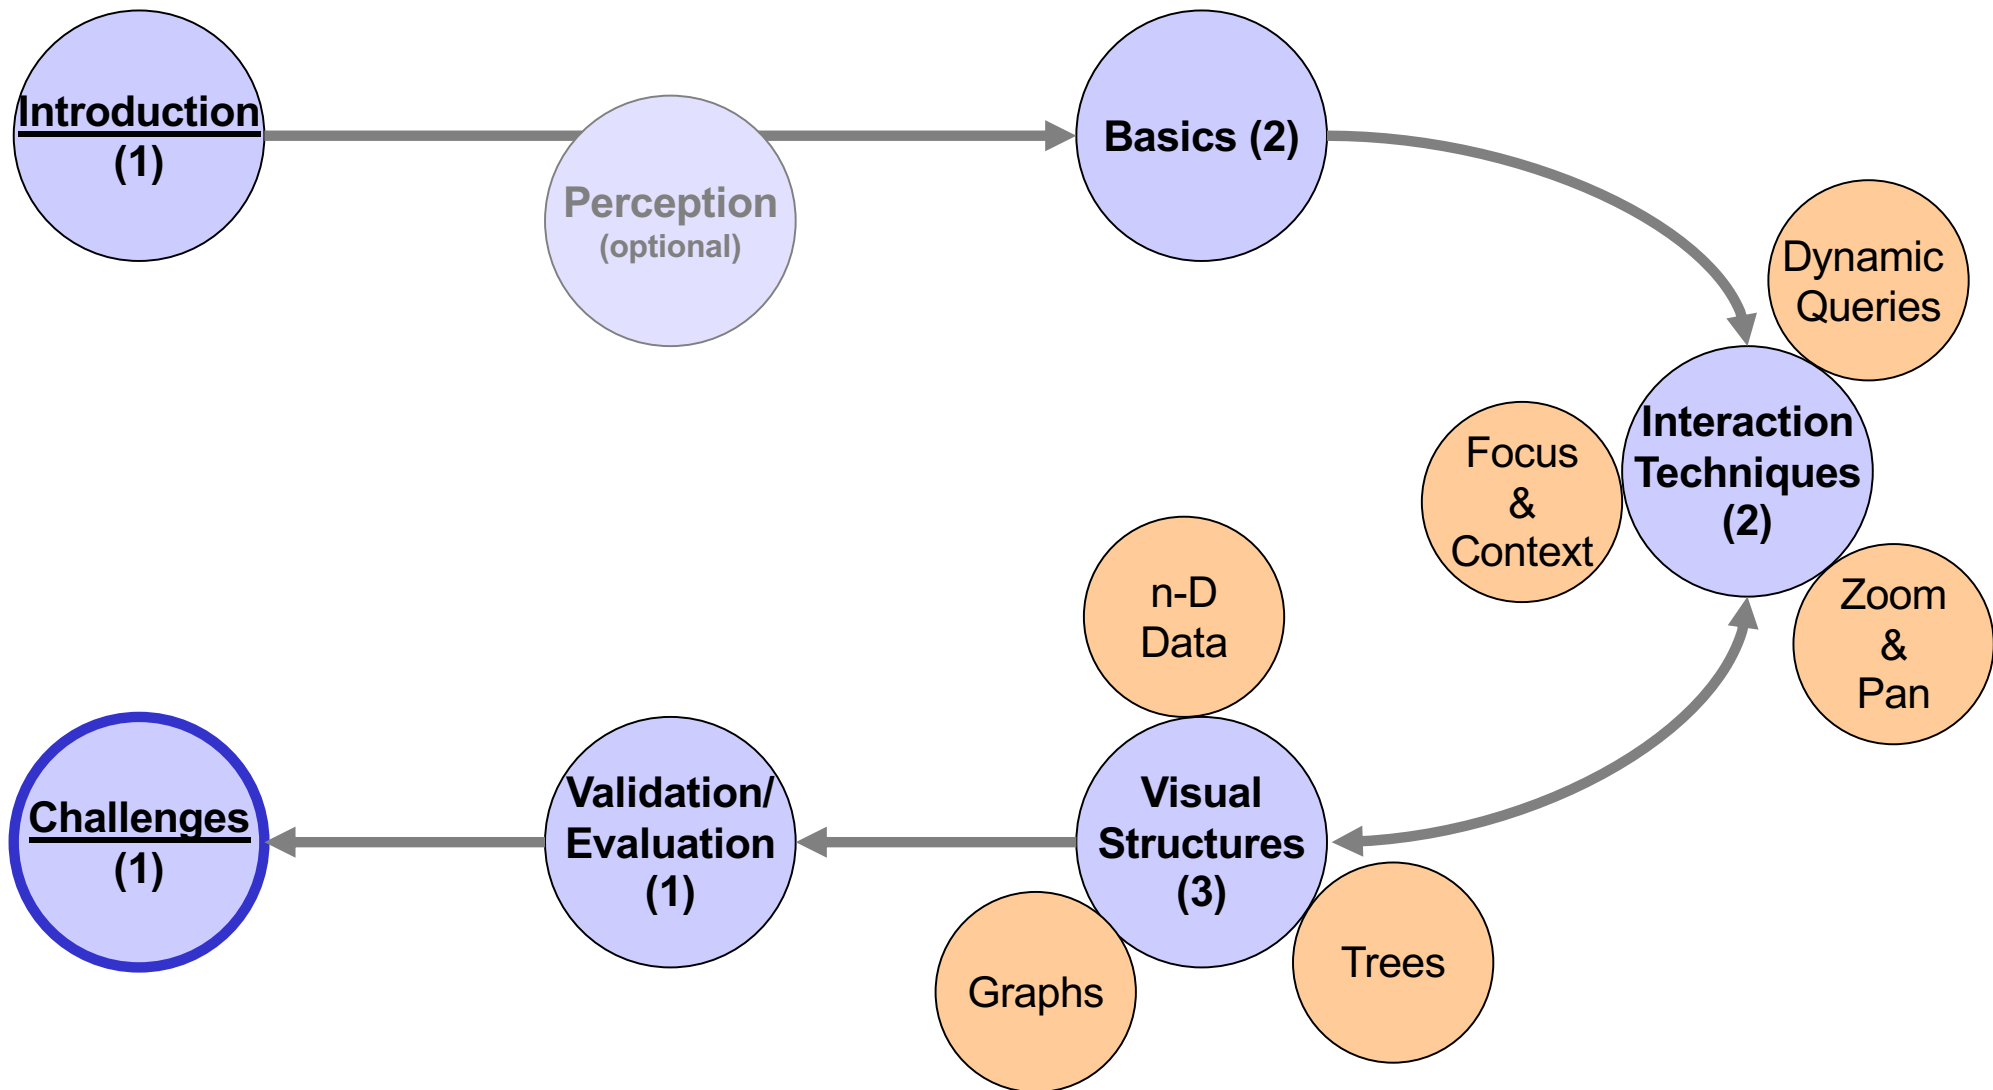 Introduction
(1)
Perception
(optional)
Basics (2)
Dynamic
Queries
Interaction
Techniques
(2)
Focus
&
Context
Zoom
&
Pan
n-D
Data
Visual
Structures
(3)
Trees
Graphs
Validation/
Evaluation
(1)
Challenges
(1)